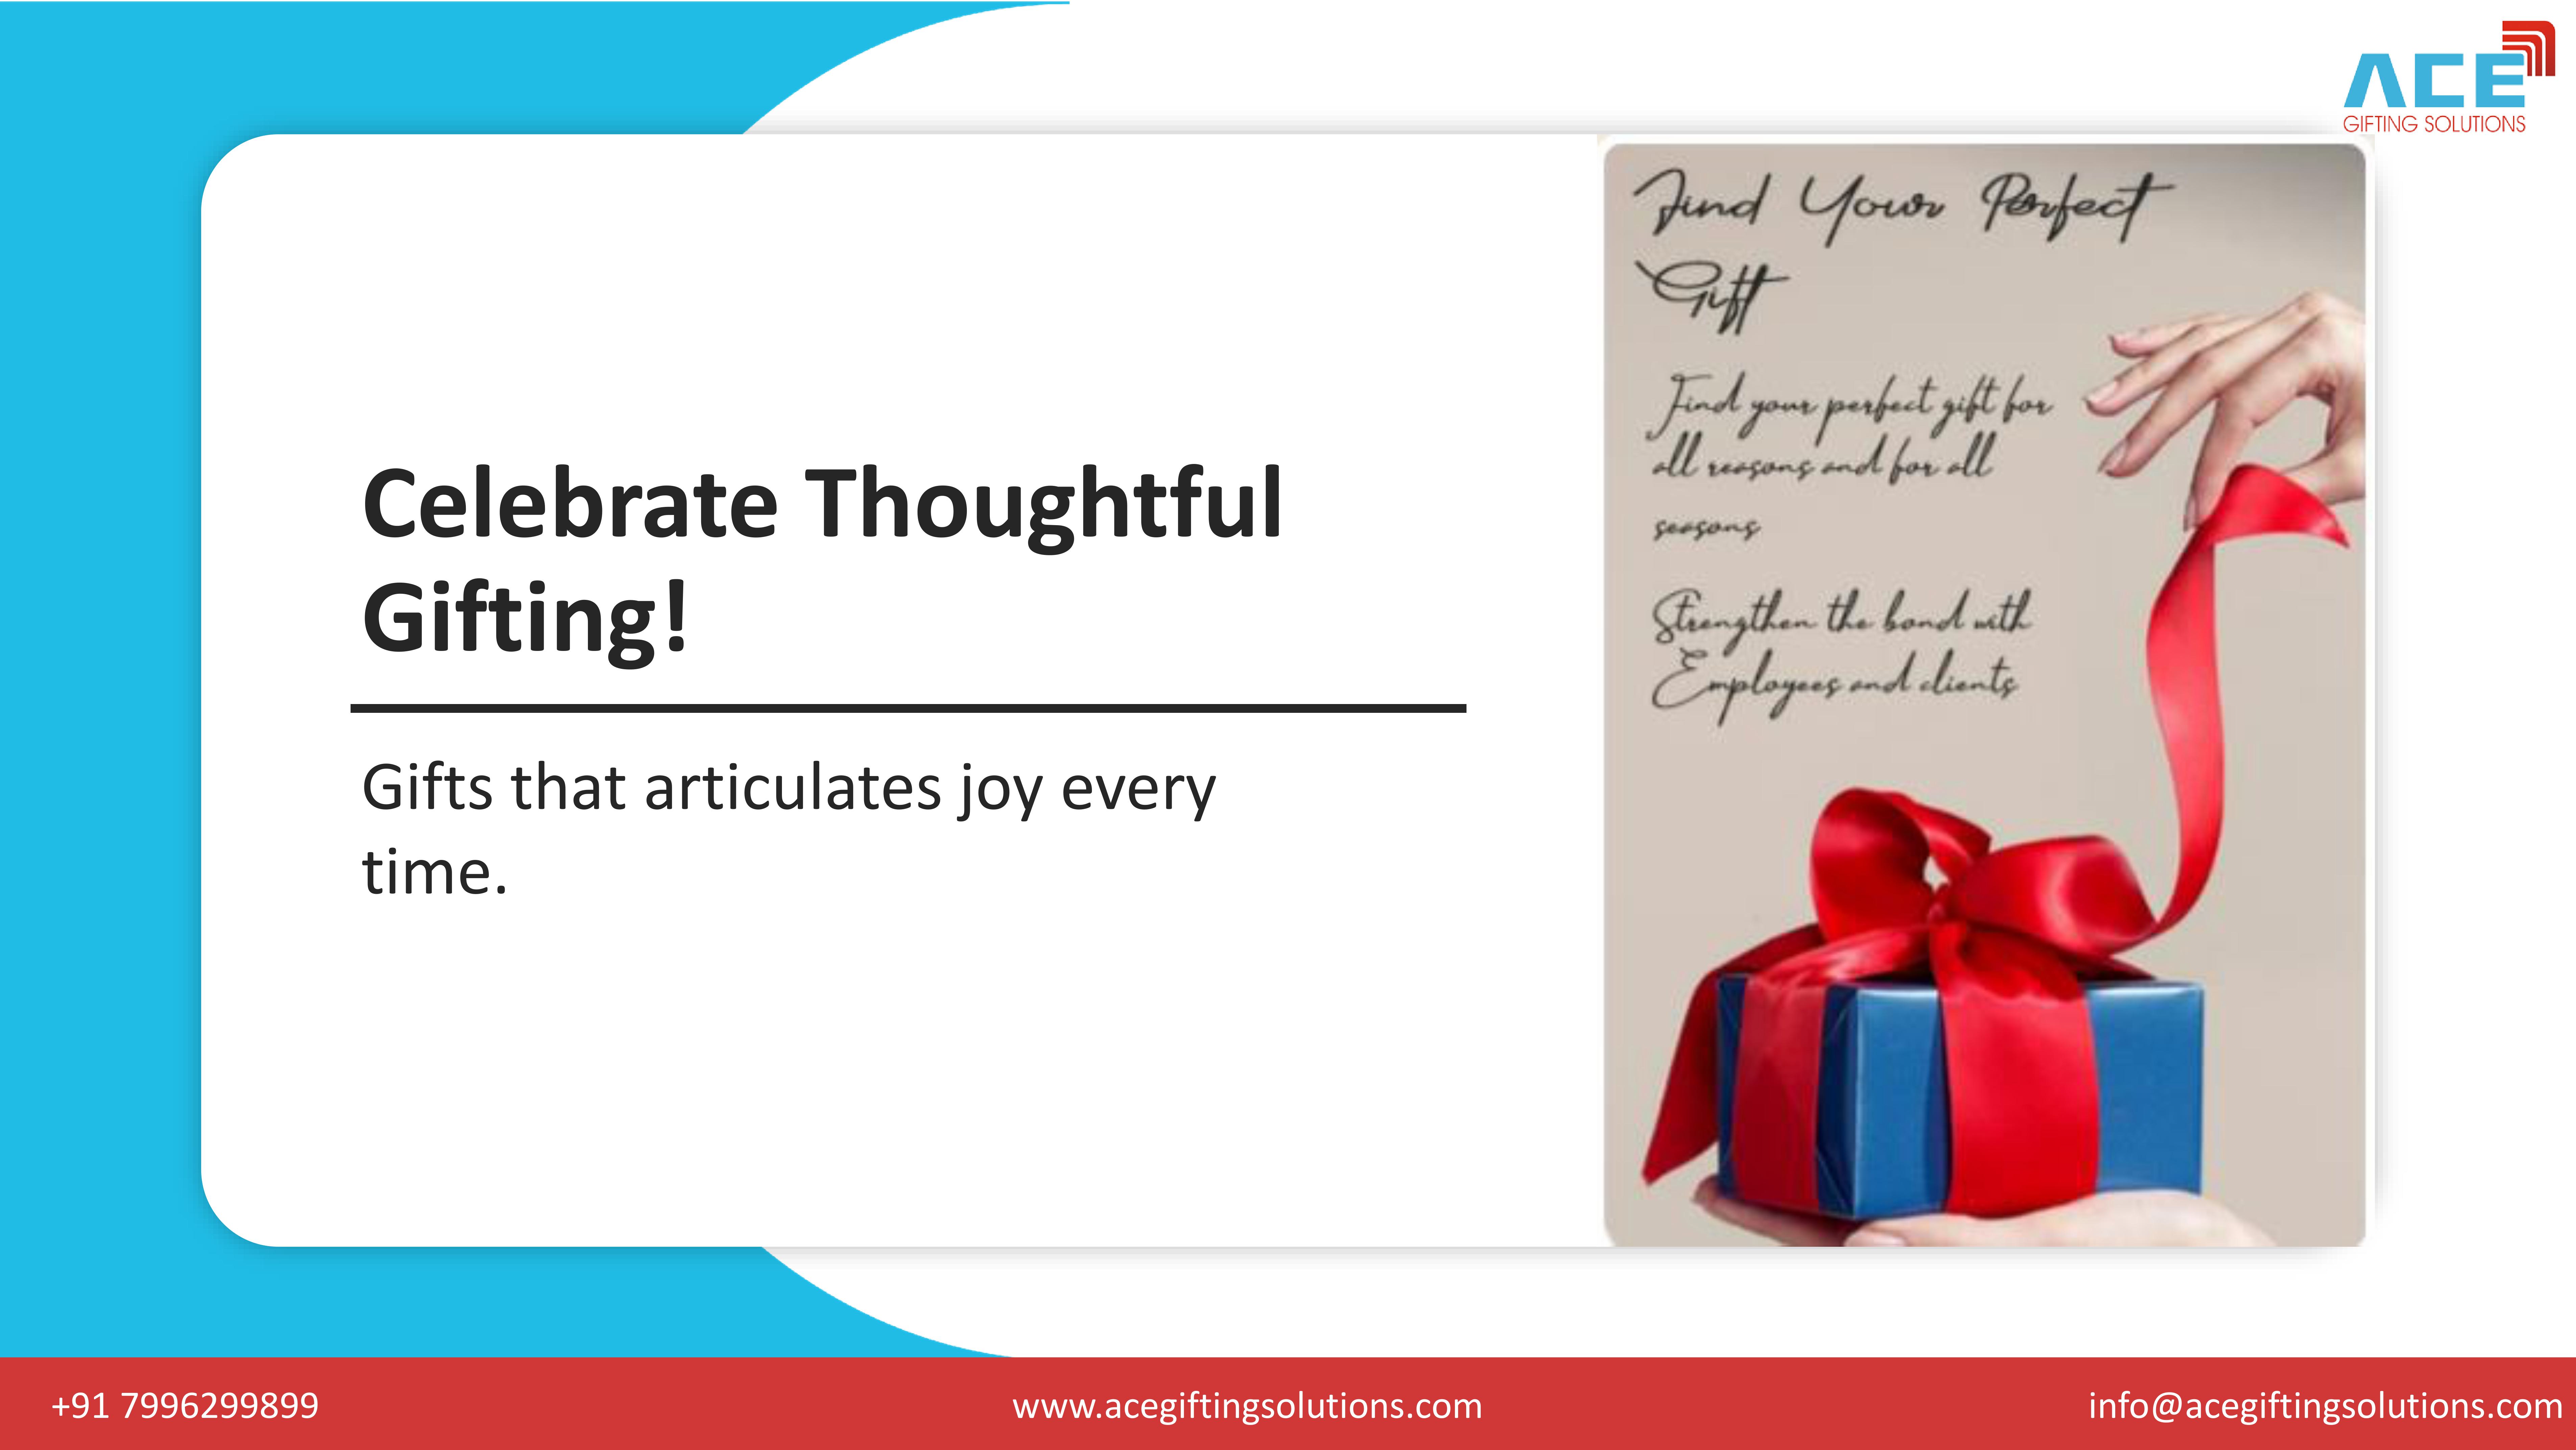 ACE
GIFTING SOLUTIONS
Find Your Perfect
Gift
Find your perfect gift for
all reasons and for all
seasons
Strengthen the bond with
Employees and clients
Celebrate Thoughtful
Gifting!
Gifts that articulates joy every
time.
+91 7996299899
www.acegiftingsolutions.com
info@acegiftingsolutions.com